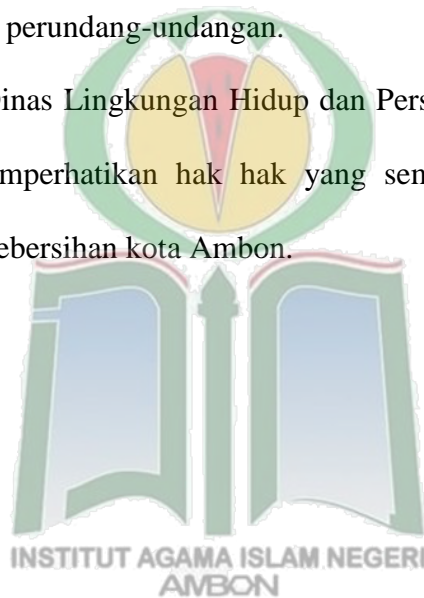 perundang-undangan.
inas Lingkungan Hidup dan Pers
mperhatikan hak hak yang sem
ebersihan kota Ambon.
INSTITUT AGAMA ISLAM NEGERI
AMBON